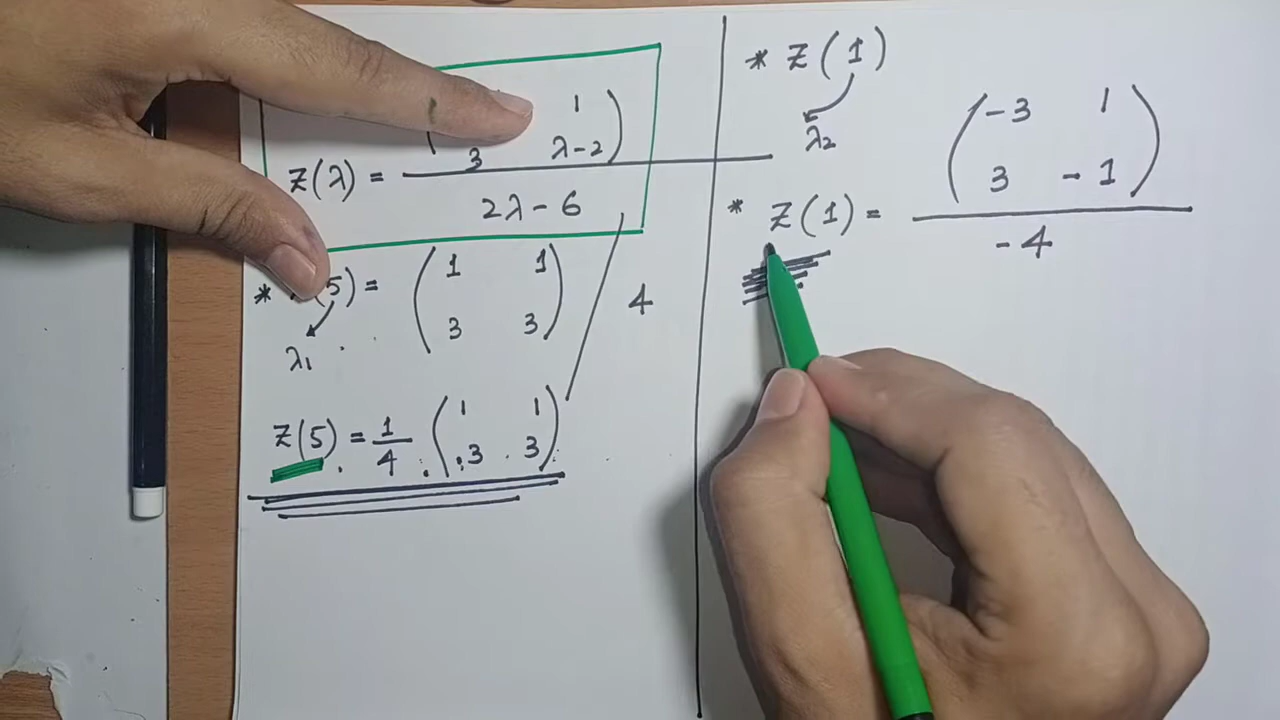 1
3 λ-2
z(λ) =
2λ - 6
* (5) = 1 1
3 3
λ1
4
z(5) = 1/4 . 1 1
3 3
* z(1)
λ2
-3 1
3 -1
* z(1) =
-4